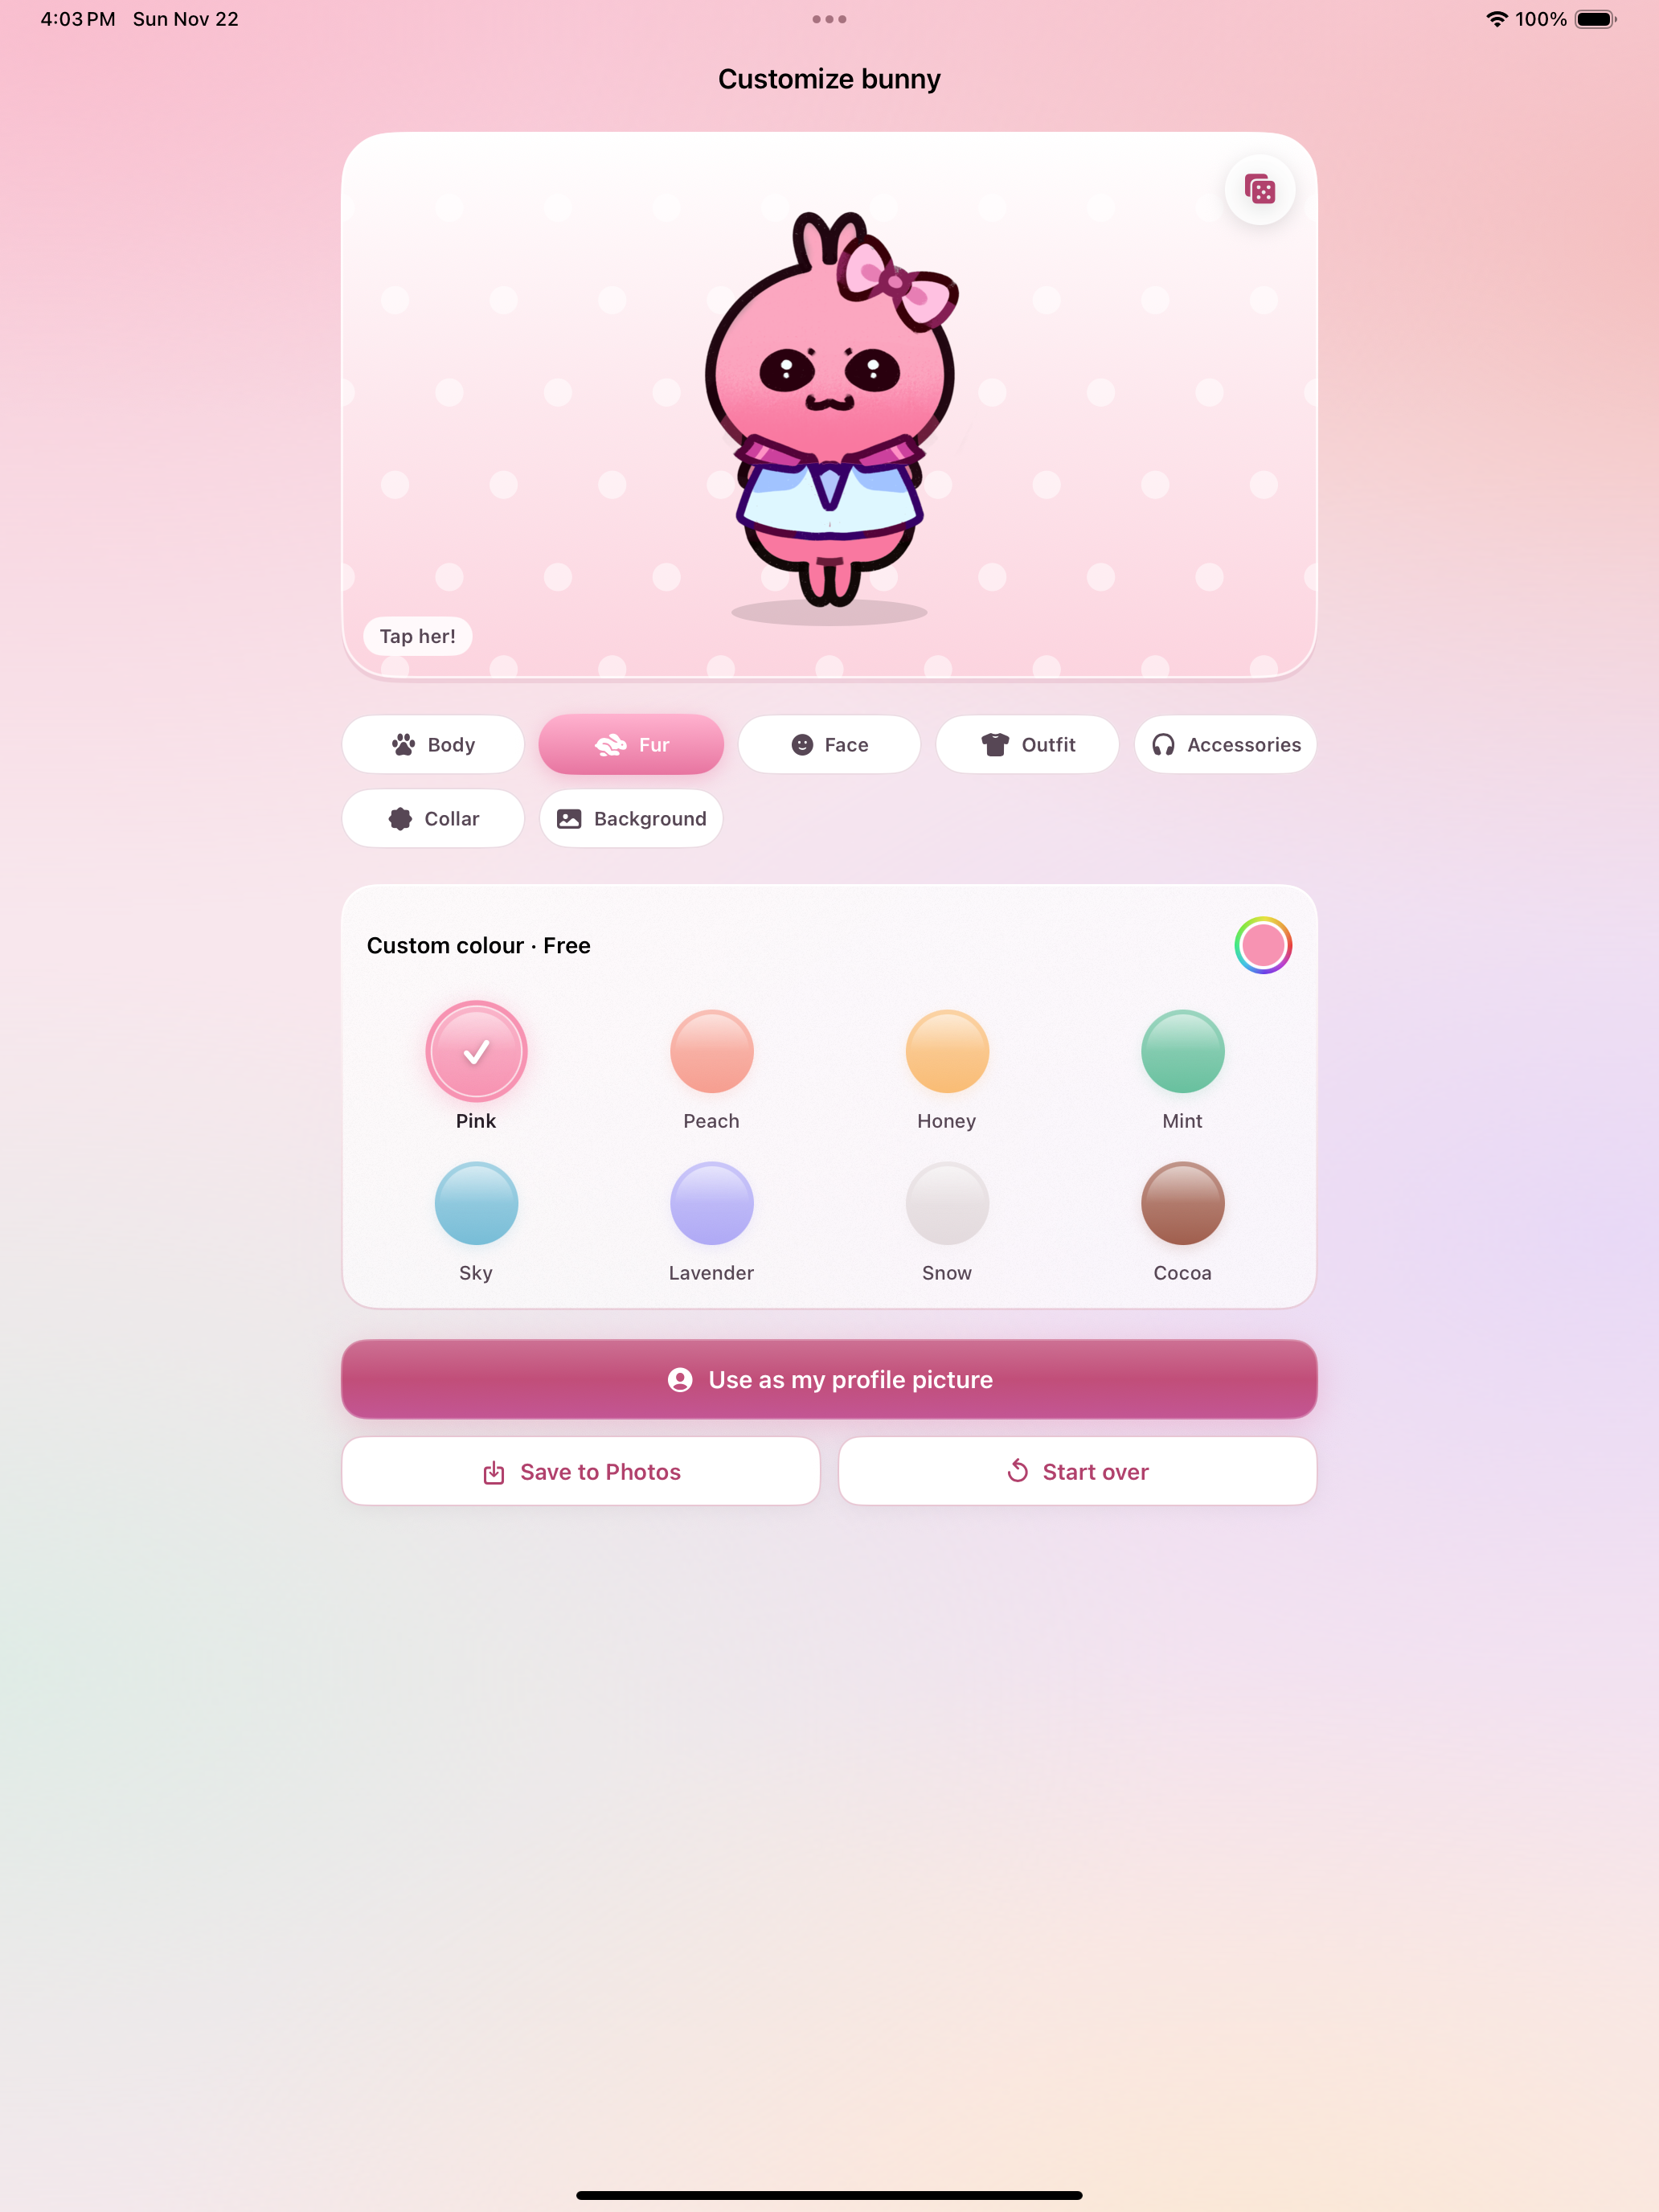 4:03 PM Sun Nov 22
100%
Customize bunny
Tap her!
Body
Fur
Face
Outfit
Accessories
Collar
Background
Custom colour · Free
Pink
Peach
Honey
Mint
Sky
Lavender
Snow
Cocoa
Use as my profile picture
Save to Photos
Start over